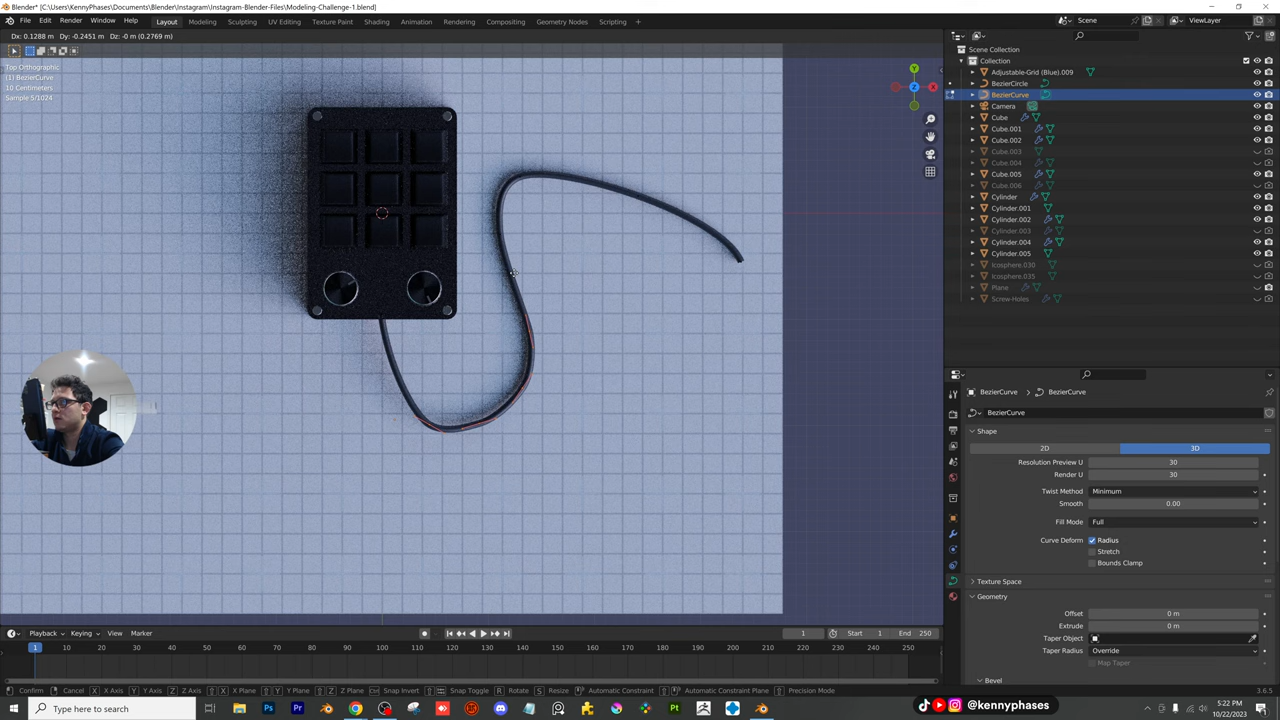 Blender* [C:\Users\KennyPhases\Documents\Blender\Instagram\Instagram-Blender-Files\Modeling-Challenge-1.blend]
File Edit Render Window Help Layout Modeling Sculpting UV Editing Texture Paint Shading Animation Rendering Compositing Geometry Nodes Scripting Scene ViewLayer
Dx: 0.1288 m Dy: -0.2451 m Dz: -0 m (0.2769 m)
Top Orthographic
(1) BezierCurve
10 Centimeters
Sample 5/1024
Y
X
Z
Scene Collection
Collection
Adjustable-Grid (Blue).009
BezierCircle
BezierCurve
Camera
Cube
Cube.001
Cube.002
Cube.003
Cube.004
Cube.005
Cube.006
Cylinder
Cylinder.001
Cylinder.002
Cylinder.003
Cylinder.004
Cylinder.005
Icosphere.030
Icosphere.035
Plane
Screw-Holes
BezierCurve BezierCurve
BezierCurve
Shape
2D 3D
Resolution Preview U 30
Render U 30
Twist Method Minimum
Smooth 0.00
Fill Mode Full
Curve Deform Radius
Stretch
Bounds Clamp
Texture Space
Geometry
Offset 0 m
Extrude 0 m
Taper Object
Taper Radius Override
Map Taper
Bevel
Playback Keying View Marker 1 Start 1 End 250
1 10 20 30 40 50 60 70 80 90 100 110 120 130 140 150 160 170 180 190 200 210 220 230 240 250
Confirm Cancel X Axis Y Axis Z Axis X Plane Y Plane Z Plane Snap Invert Snap Toggle Rotate Resize Automatic Constraint Automatic Constraint Plane Precision Mode 3.6.5
Type here to search
@kennyphases
5:22 PM
10/22/2023